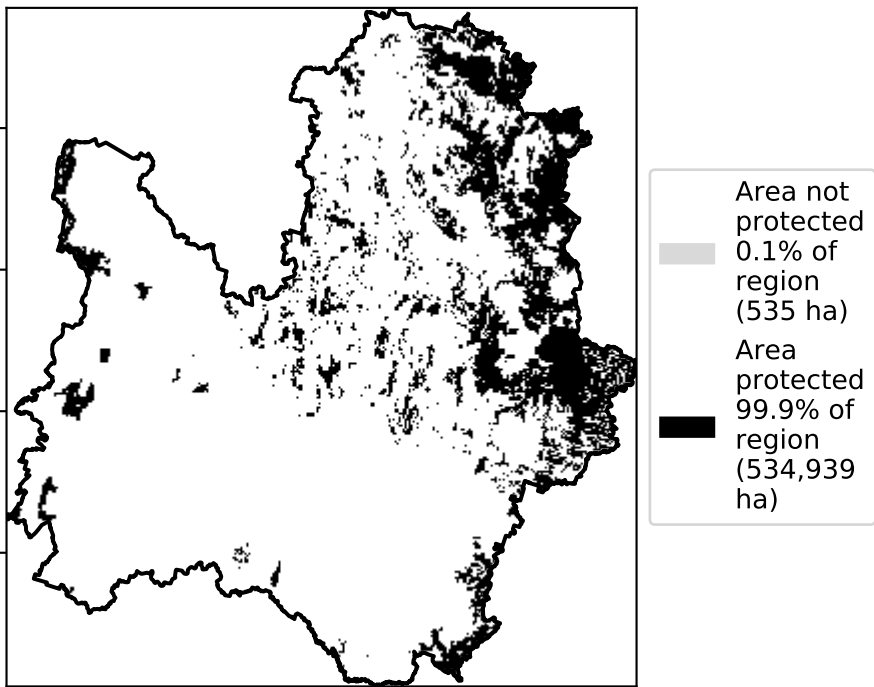 Area not
protected
0.1% of
region
(535 ha)
Area
protected
99.9% of
region
(534,939
ha)